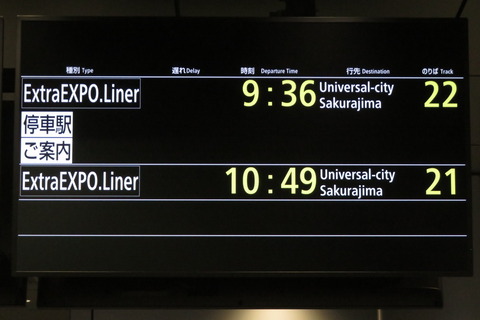 種別 Type 遅れ Delay 時刻 Departure Time 行先 Destination のりば Track
ExtraEXPO.Liner 9:36 Universal-city Sakurajima 22
停車駅
ご案内
ExtraEXPO.Liner 10:49 Universal-city Sakurajima 21